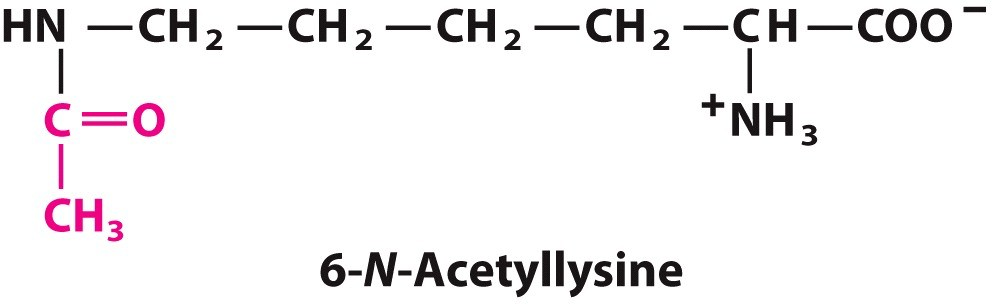 HN—CH₂—CH₂—CH₂—CH₂—CH—COO⁻
C=O
⁺NH₃
CH₃
6-N-Acetyllysine